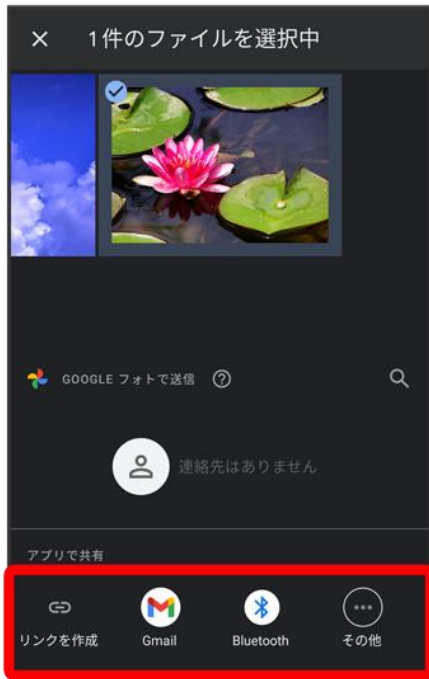 1件のファイルを選択中
GOOGLE フォトで送信
連絡先はありません
アプリで共有
リンクを作成 Gmail Bluetooth その他